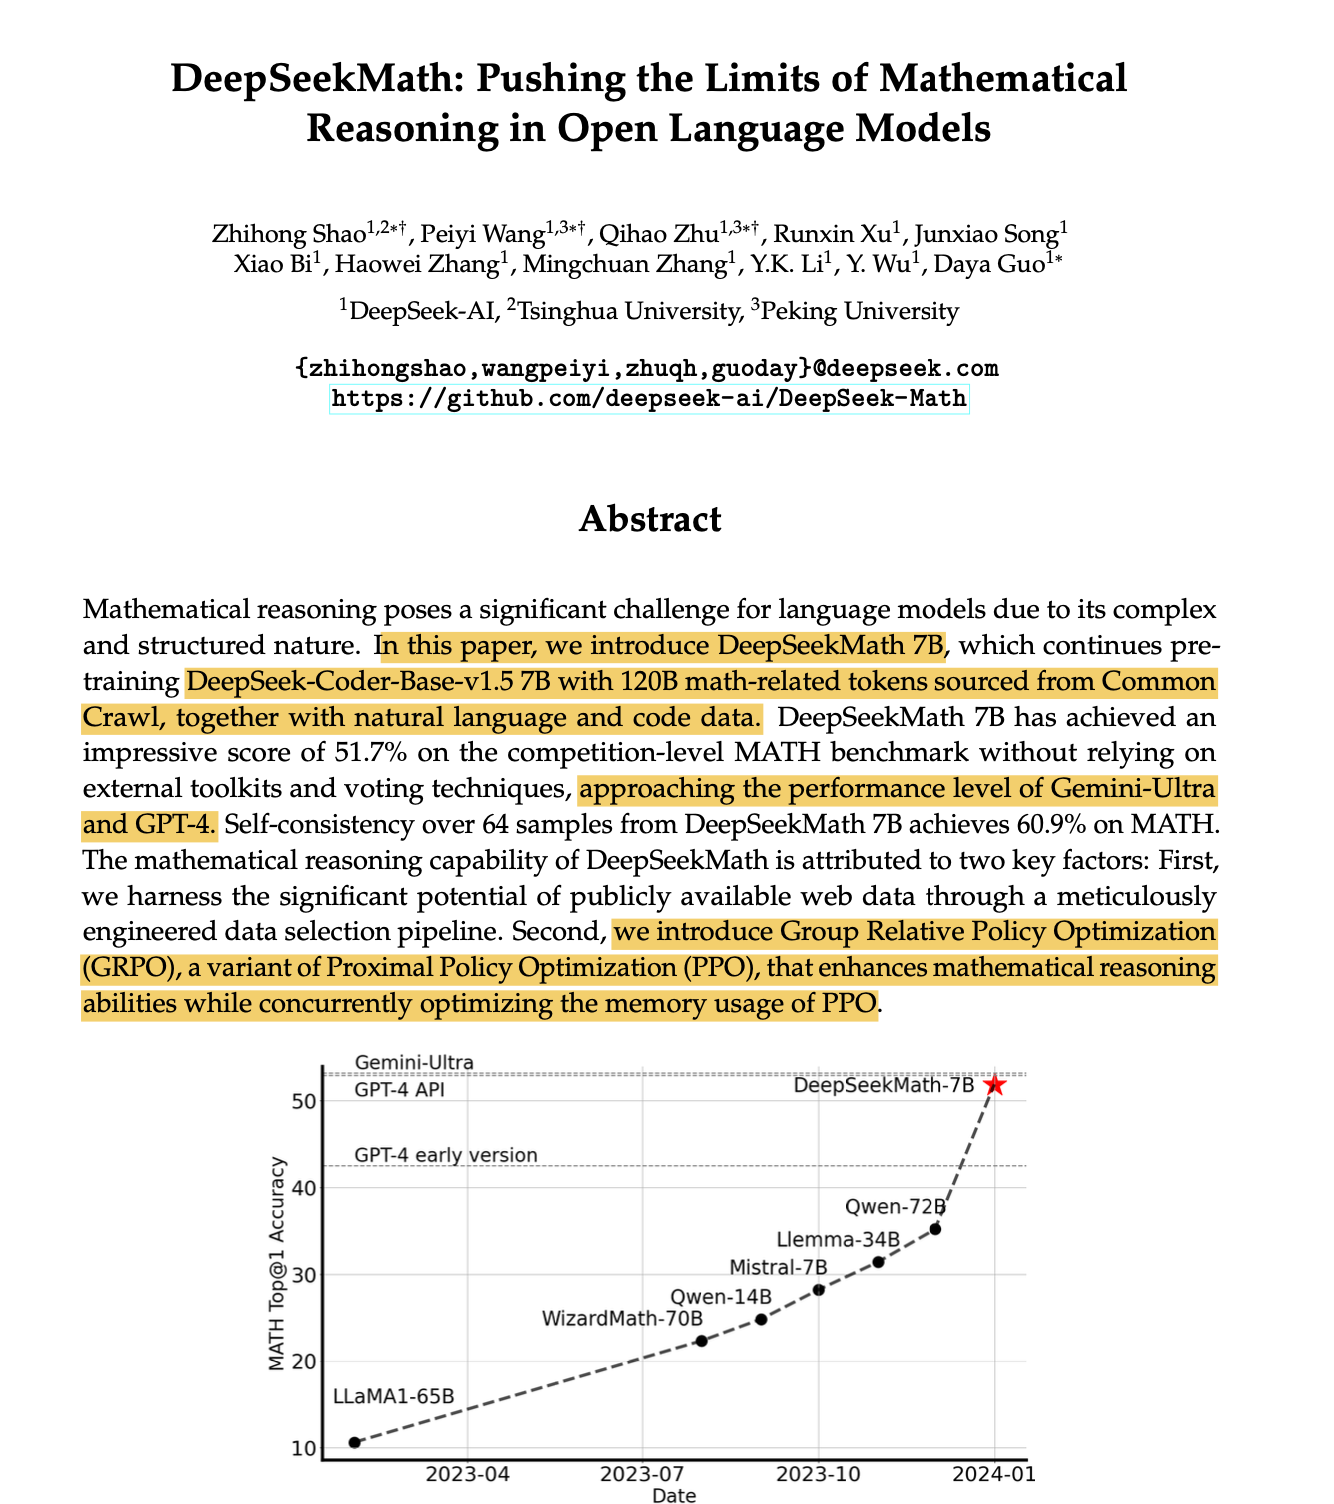 DeepSeekMath: Pushing the Limits of Mathematical
Reasoning in Open Language Models
Zhihong Shao1,2∗†, Peiyi Wang1,3∗†, Qihao Zhu1,3∗†, Runxin Xu1, Junxiao Song1
Xiao Bi1, Haowei Zhang1, Mingchuan Zhang1, Y.K. Li1, Y. Wu1, Daya Guo1∗
1DeepSeek-AI, 2Tsinghua University, 3Peking University
{zhihongshao,wangpeiyi,zhuqh,guoday}@deepseek.com
https://github.com/deepseek-ai/DeepSeek-Math
Abstract
Mathematical reasoning poses a significant challenge for language models due to its complex
and structured nature. In this paper, we introduce DeepSeekMath 7B, which continues pre-
training DeepSeek-Coder-Base-v1.5 7B with 120B math-related tokens sourced from Common
Crawl, together with natural language and code data. DeepSeekMath 7B has achieved an
impressive score of 51.7% on the competition-level MATH benchmark without relying on
external toolkits and voting techniques, approaching the performance level of Gemini-Ultra
and GPT-4. Self-consistency over 64 samples from DeepSeekMath 7B achieves 60.9% on MATH.
The mathematical reasoning capability of DeepSeekMath is attributed to two key factors: First,
we harness the significant potential of publicly available web data through a meticulously
engineered data selection pipeline. Second, we introduce Group Relative Policy Optimization
(GRPO), a variant of Proximal Policy Optimization (PPO), that enhances mathematical reasoning
abilities while concurrently optimizing the memory usage of PPO.
Gemini-Ultra
DeepSeekMath-7B
GPT-4 API
50
GPT-4 early version
40
Qwen-72B
Llemma-34B
30
Mistral-7B
Qwen-14B
WizardMath-70B
20
LLaMA1-65B
10
MATH Top@1 Accuracy
2023-04
2023-07
2023-10
2024-01
Date